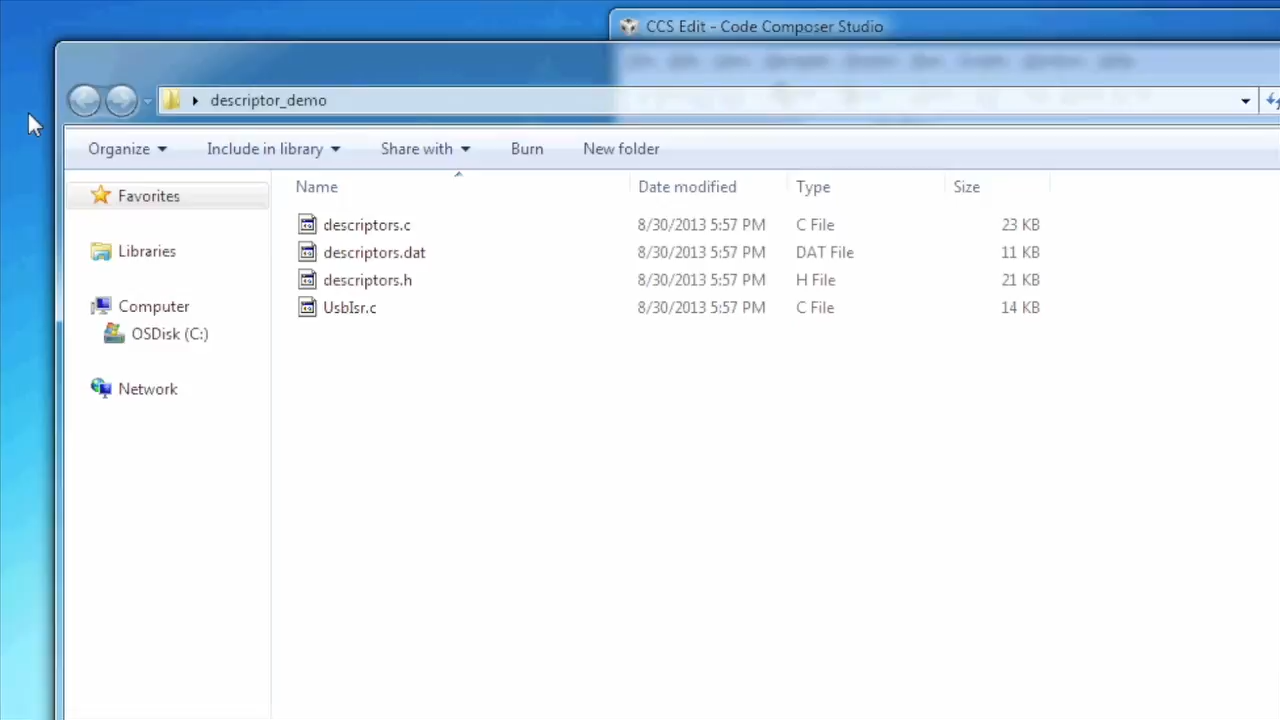 CCS Edit - Code Composer Studio
descriptor_demo
Organize Include in library Share with Burn New folder
Name Date modified Type Size
Favorites
Libraries
Computer
OSDisk (C:)
Network
descriptors.c 8/30/2013 5:57 PM C File 23 KB
descriptors.dat 8/30/2013 5:57 PM DAT File 11 KB
descriptors.h 8/30/2013 5:57 PM H File 21 KB
UsbIsr.c 8/30/2013 5:57 PM C File 14 KB